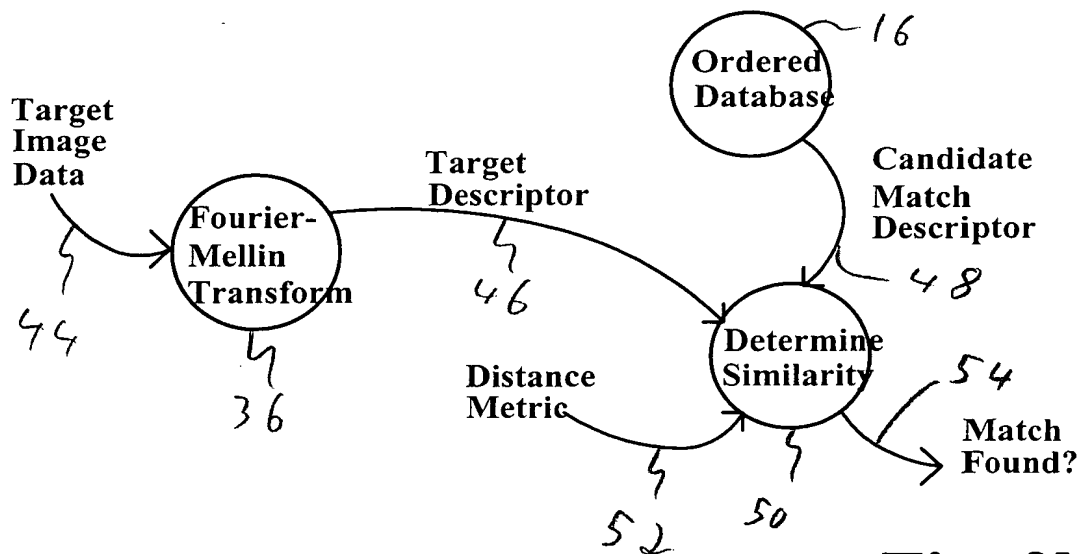 16
Ordered
Database
Target
Image
Data
Target
Descriptor
Candidate
Match
Descriptor
Fourier-
Mellin
Transform
44
46
48
36
Distance
Metric
Determine
Similarity
54
Match
Found?
52
50